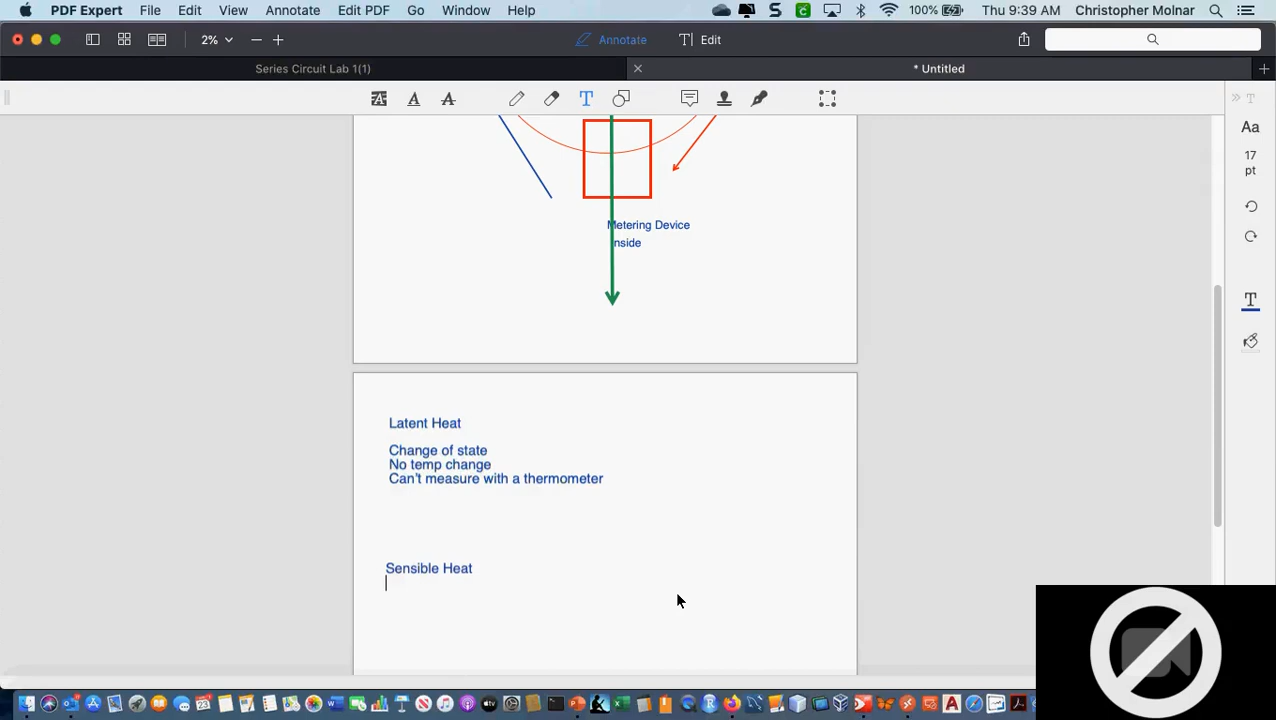 PDF Expert File Edit View Annotate Edit PDF Go Window Help 100% Thu 9:39 AM Christopher Molnar
2% Annotate Edit
Series Circuit Lab 1(1) * Untitled
Aa
17
pt
Metering Device
Inside
Latent Heat
Change of state
No temp change
Can't measure with a thermometer
Sensible Heat